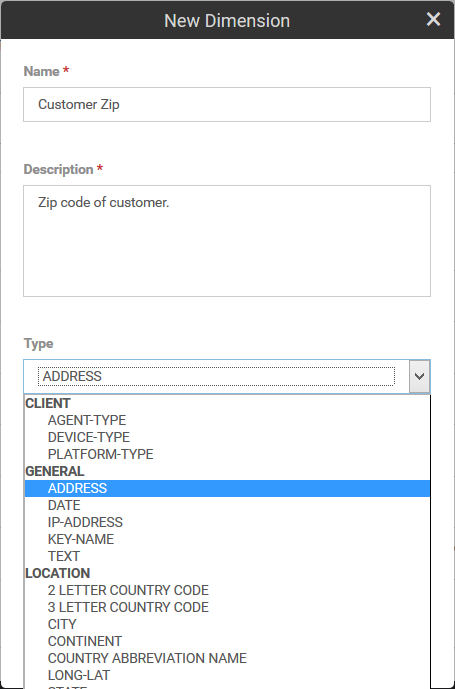 New Dimension ×
Name *
Customer Zip
Description *
Zip code of customer.
Type
ADDRESS
CLIENT
AGENT-TYPE
DEVICE-TYPE
PLATFORM-TYPE
GENERAL
ADDRESS
DATE
IP-ADDRESS
KEY-NAME
TEXT
LOCATION
2 LETTER COUNTRY CODE
3 LETTER COUNTRY CODE
CITY
CONTINENT
COUNTRY ABBREVIATION NAME
LONG-LAT
STATE